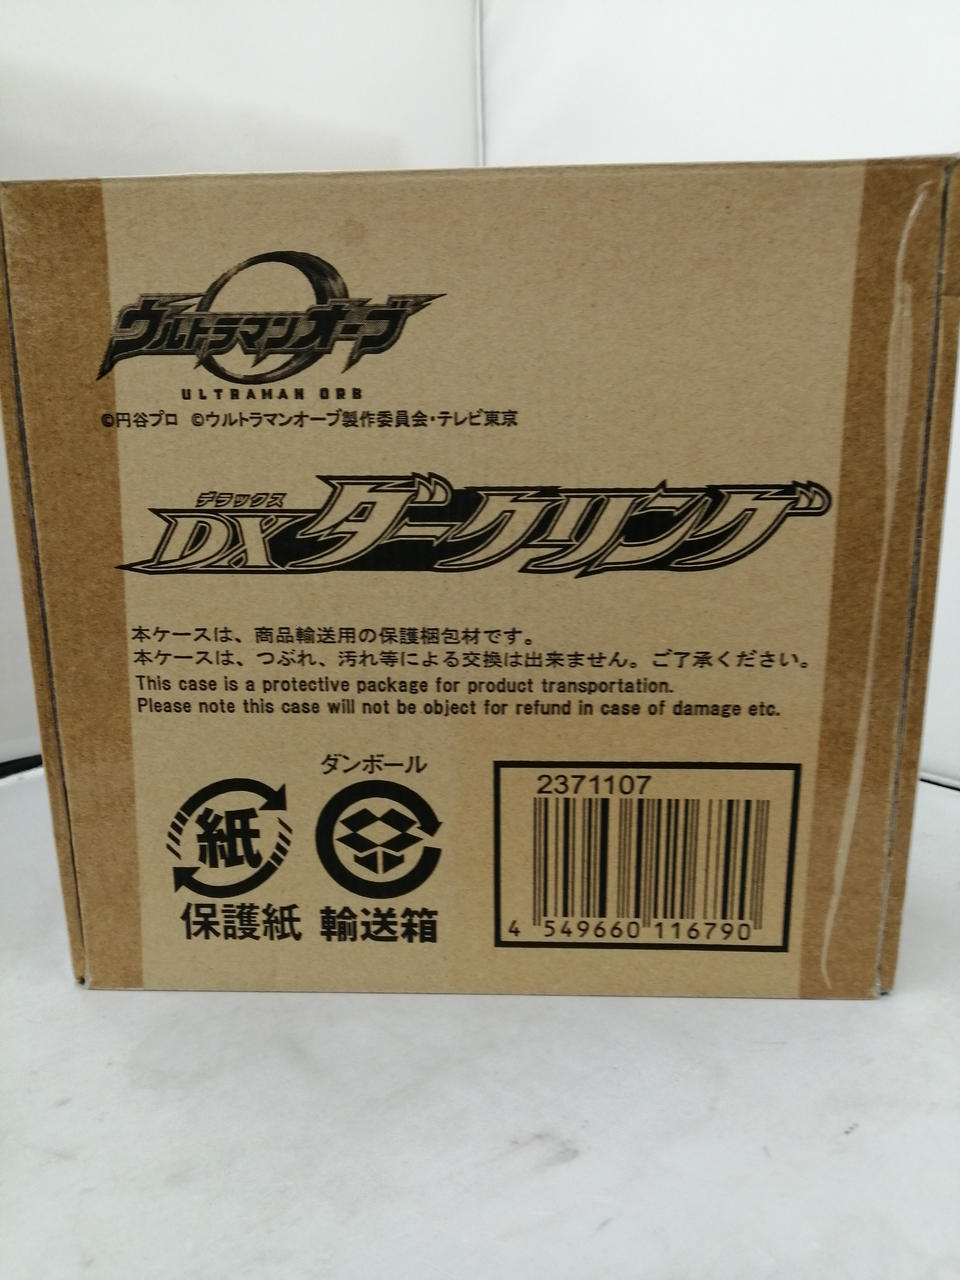 ウルトラマンオーブ
ULTRAMAN ORB
©円谷プロ ©ウルトラマンオーブ製作委員会・テレビ東京
デラックス
DXダークリング
本ケースは、商品輸送用の保護梱包材です。
本ケースは、つぶれ、汚れ等による交換は出来ません。ご了承ください。
This case is a protective package for product transportation.
Please note this case will not be object for refund in case of damage etc.
ダンボール
紙
保護紙 輸送箱
2371107
4 549660 116790